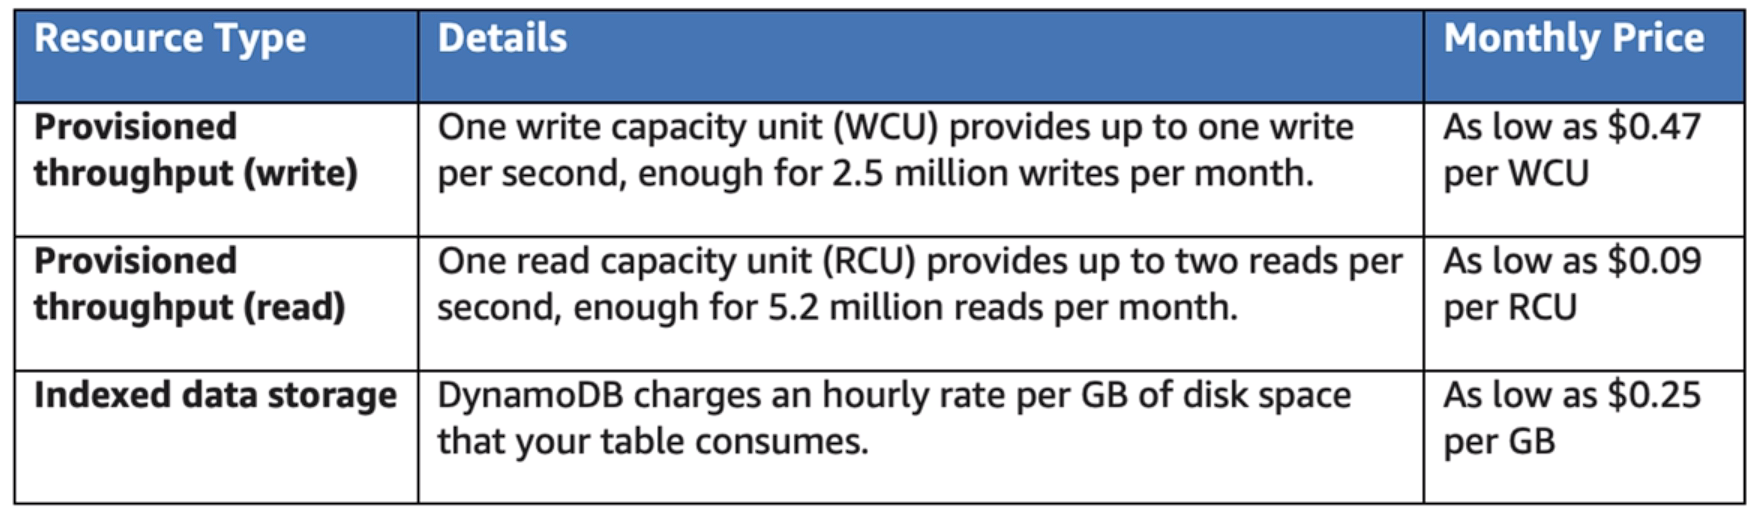 Resource Type Details Monthly Price
Provisioned One write capacity unit (WCU) provides up to one write As low as $0.47
throughput (write) per second, enough for 2.5 million writes per month. per WCU
Provisioned One read capacity unit (RCU) provides up to two reads per As low as $0.09
throughput (read) second, enough for 5.2 million reads per month. per RCU
Indexed data storage DynamoDB charges an hourly rate per GB of disk space As low as $0.25
that your table consumes. per GB